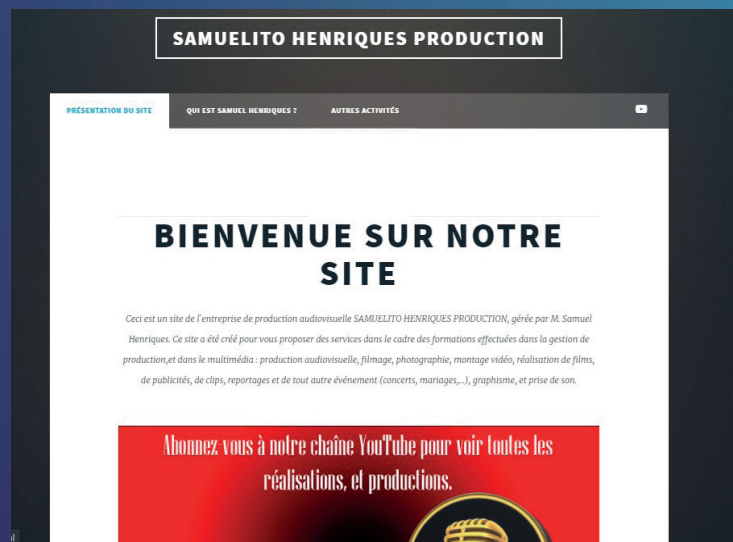 SAMUELITO HENRIQUES PRODUCTION
PRÉSENTATION DU SITE QUI EST SAMUEL HENRIQUES ? AUTRES ACTIVITÉS
BIENVENUE SUR NOTRE
SITE
Ceci est un site de l'entreprise de production audiovisuelle SAMUELITO HENRIQUES PRODUCTION, gérée par M. Samuel
Henriques. Ce site a été créé pour vous proposer des services dans le cadre des formations effectuées dans la gestion de
production,et dans le multimédia : production audiovisuelle, filmage, photographie, montage vidéo, réalisation de films,
de publicités, de clips, reportages et de tout autre événement (concerts, mariages,...), graphisme, et prise de son.
Abonnez-vous à notre chaîne YouTube pour voir toutes les
réalisations, et productions.